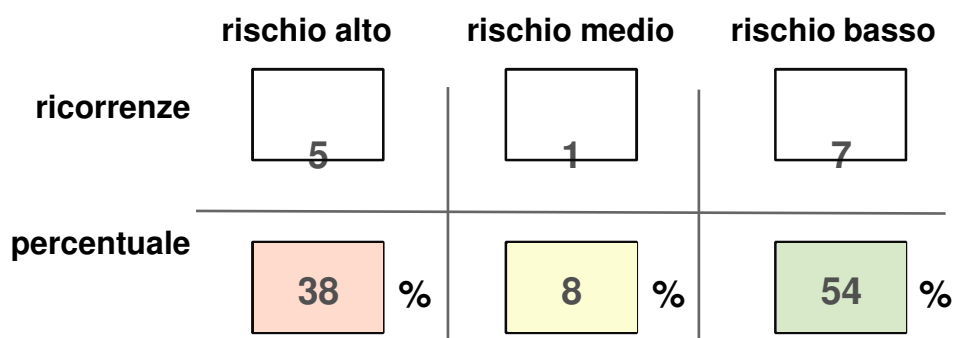 rischio alto rischio medio rischio basso
ricorrenze
5 1 7
percentuale
38 % 8 % 54 %